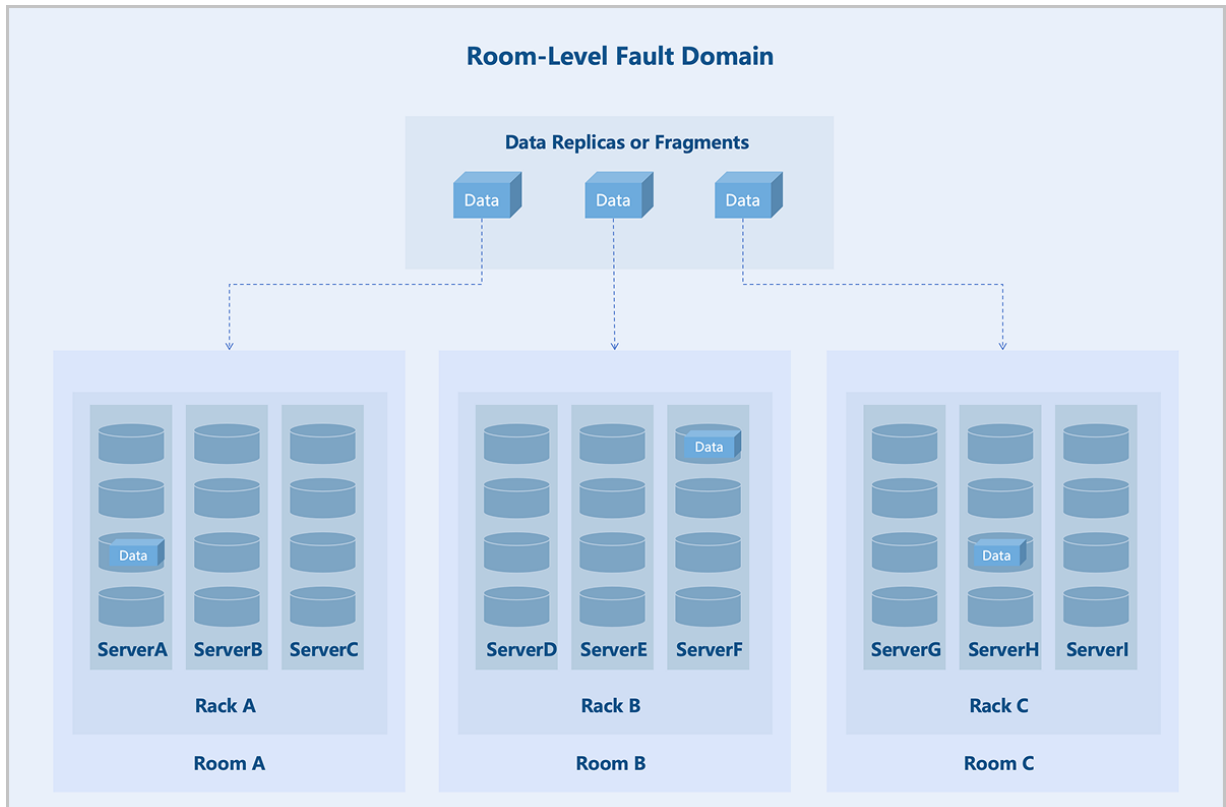 Room-Level Fault Domain
Data Replicas or Fragments
Data Data Data
Data
Data
Data
ServerA ServerB ServerC
Rack A
Room A
ServerD ServerE ServerF
Rack B
Room B
ServerG ServerH ServerI
Rack C
Room C